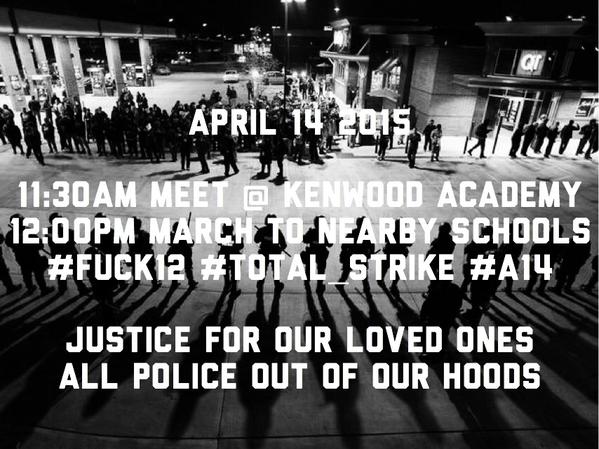 QT
APRIL 14 2015
11:30AM MEET @ KENWOOD ACADEMY
12:00PM MARCH TO NEARBY SCHOOLS
#FUCK12 #TOTAL_STRIKE #A14
JUSTICE FOR OUR LOVED ONES
ALL POLICE OUT OF OUR HOODS